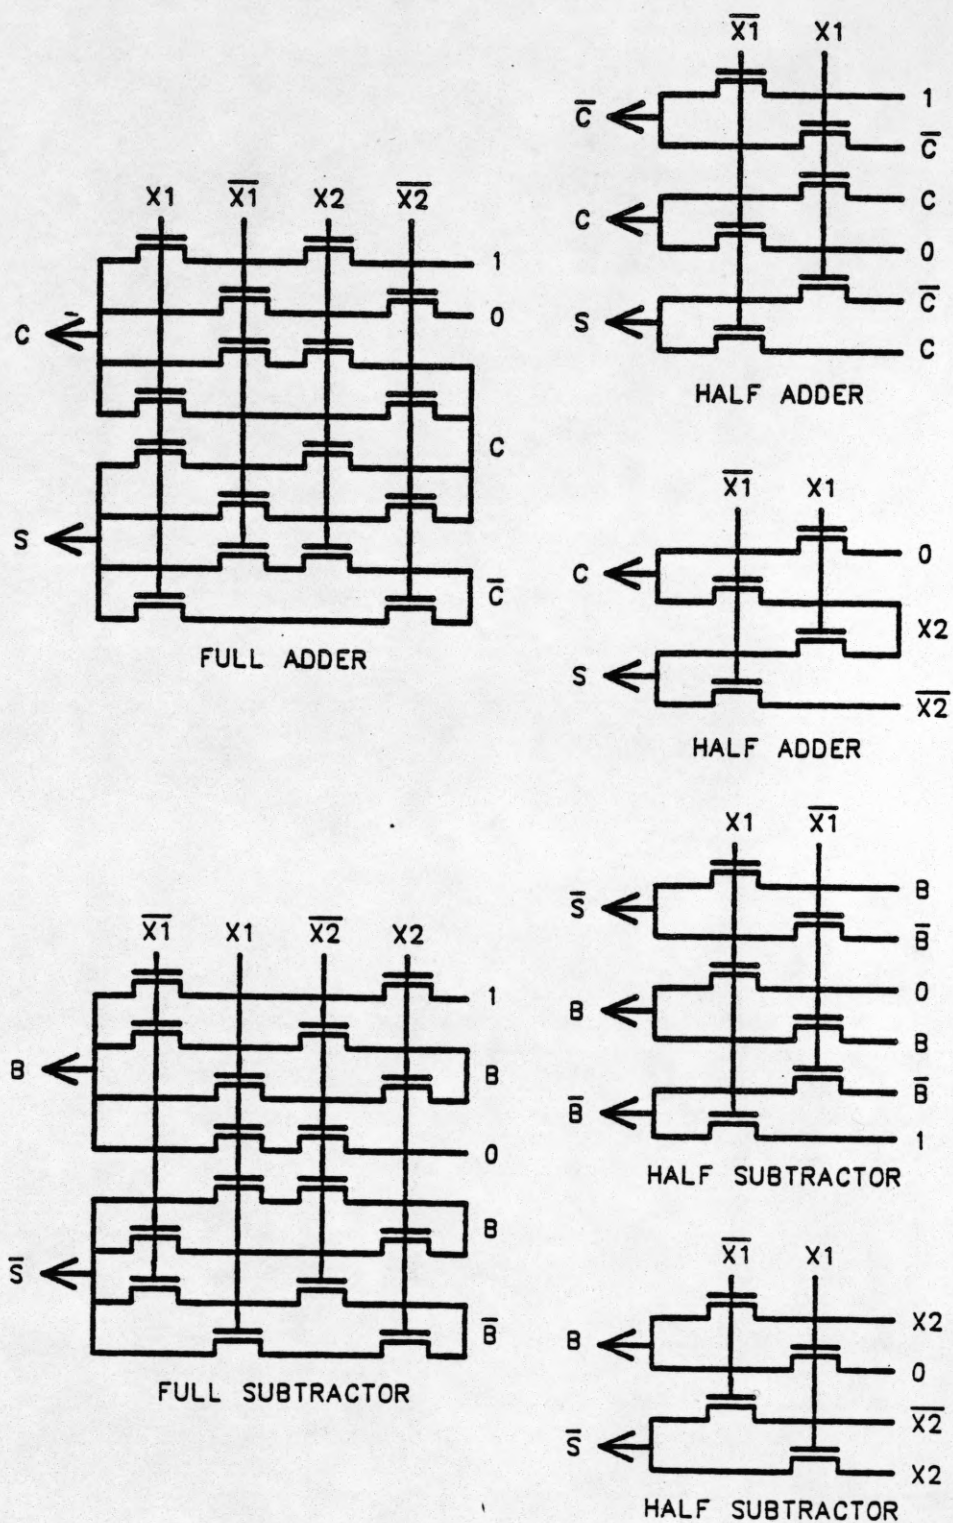 X1 X̅1̅ X2 X̅2̅
1
0
C
C
S
C̅
FULL ADDER
X̅1̅ X1
1
C̅
C̅
C
C
0
C̅
S
C
HALF ADDER
X̅1̅ X1
0
C
X2
S
X̅2̅
HALF ADDER
X̅1̅ X1 X̅2̅ X2
1
B
B
0
B
S̅
B̅
FULL SUBTRACTOR
X1 X̅1̅
B
S̅
B̅
0
B
B
B̅
B̅
1
HALF SUBTRACTOR
X̅1̅ X1
X2
B
0
X̅2̅
S̅
X2
HALF SUBTRACTOR